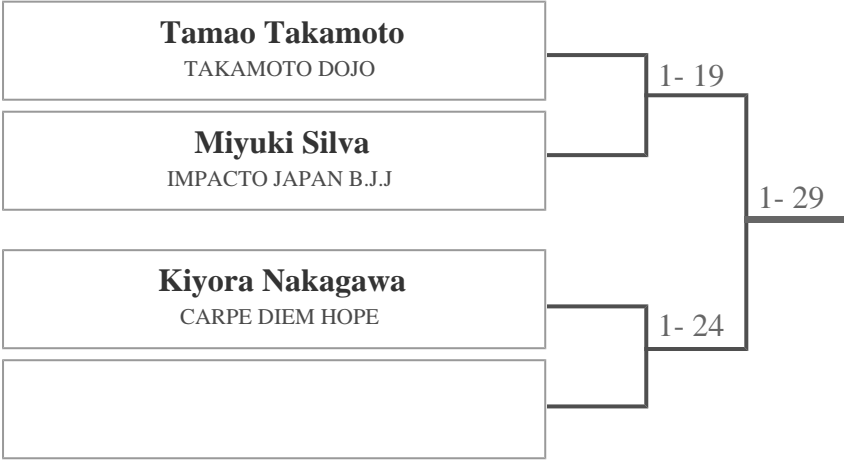 Tamao Takamoto
TAKAMOTO DOJO
1- 19
Miyuki Silva
IMPACTO JAPAN B.J.J
1- 29
Kiyora Nakagawa
CARPE DIEM HOPE
1- 24